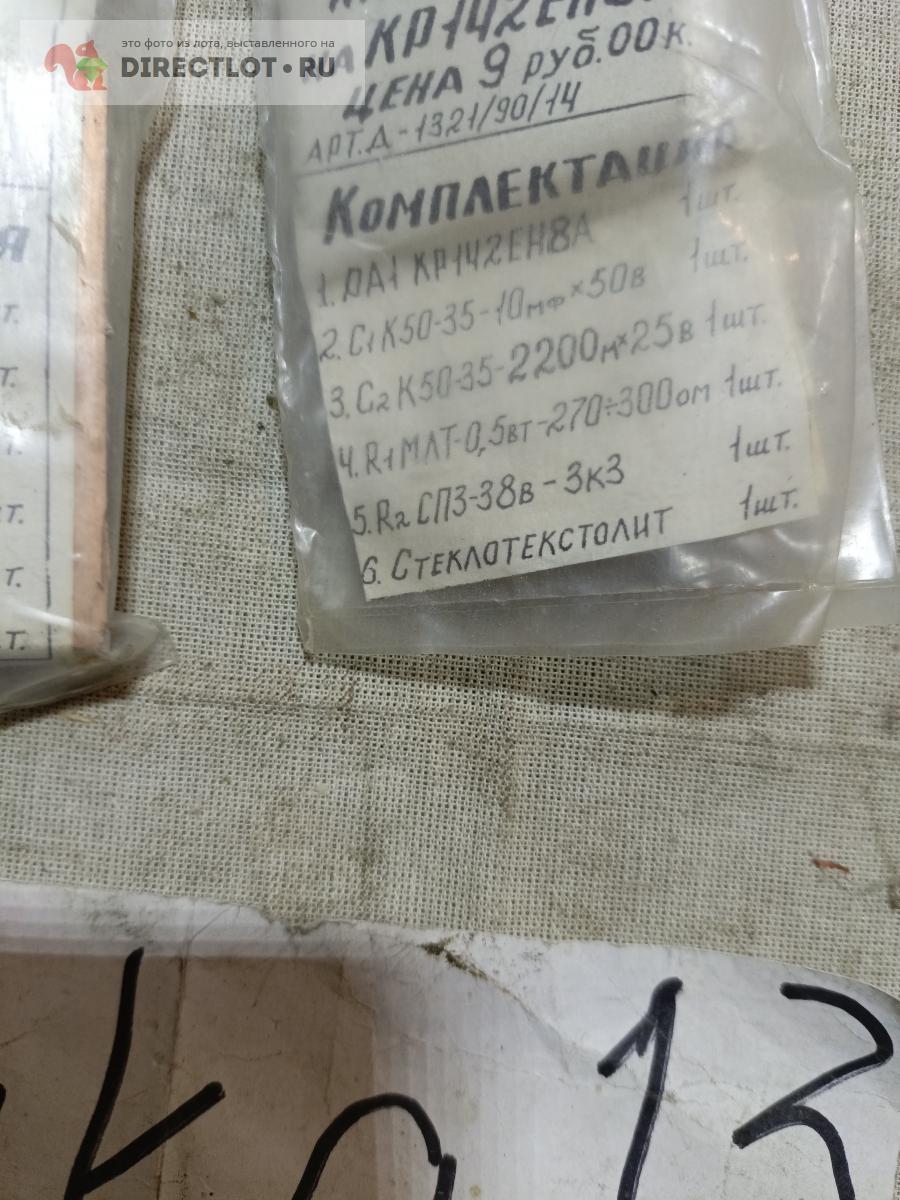 это фото из лота, выставленного на
DIRECTLOT.RU
на КР142ЕН8
ЦЕНА 9 руб.00к.
АРТ.Д-1321/90/14
КОМПЛЕКТАЦИЯ
1. DA1 КР142ЕН8А 1шт.
2. C1 К50-35-10мф×50в 1шт.
3. C2 К50-35-2200м×25в 1шт.
4. R1 МЛТ-0,5вт-270÷300ом 1шт.
5. R2 СП3-38в-3к3 1шт.
6. СТЕКЛОТЕКСТОЛИТ 1шт.
Я
т.
т.
т.
т.
т.
т.
13